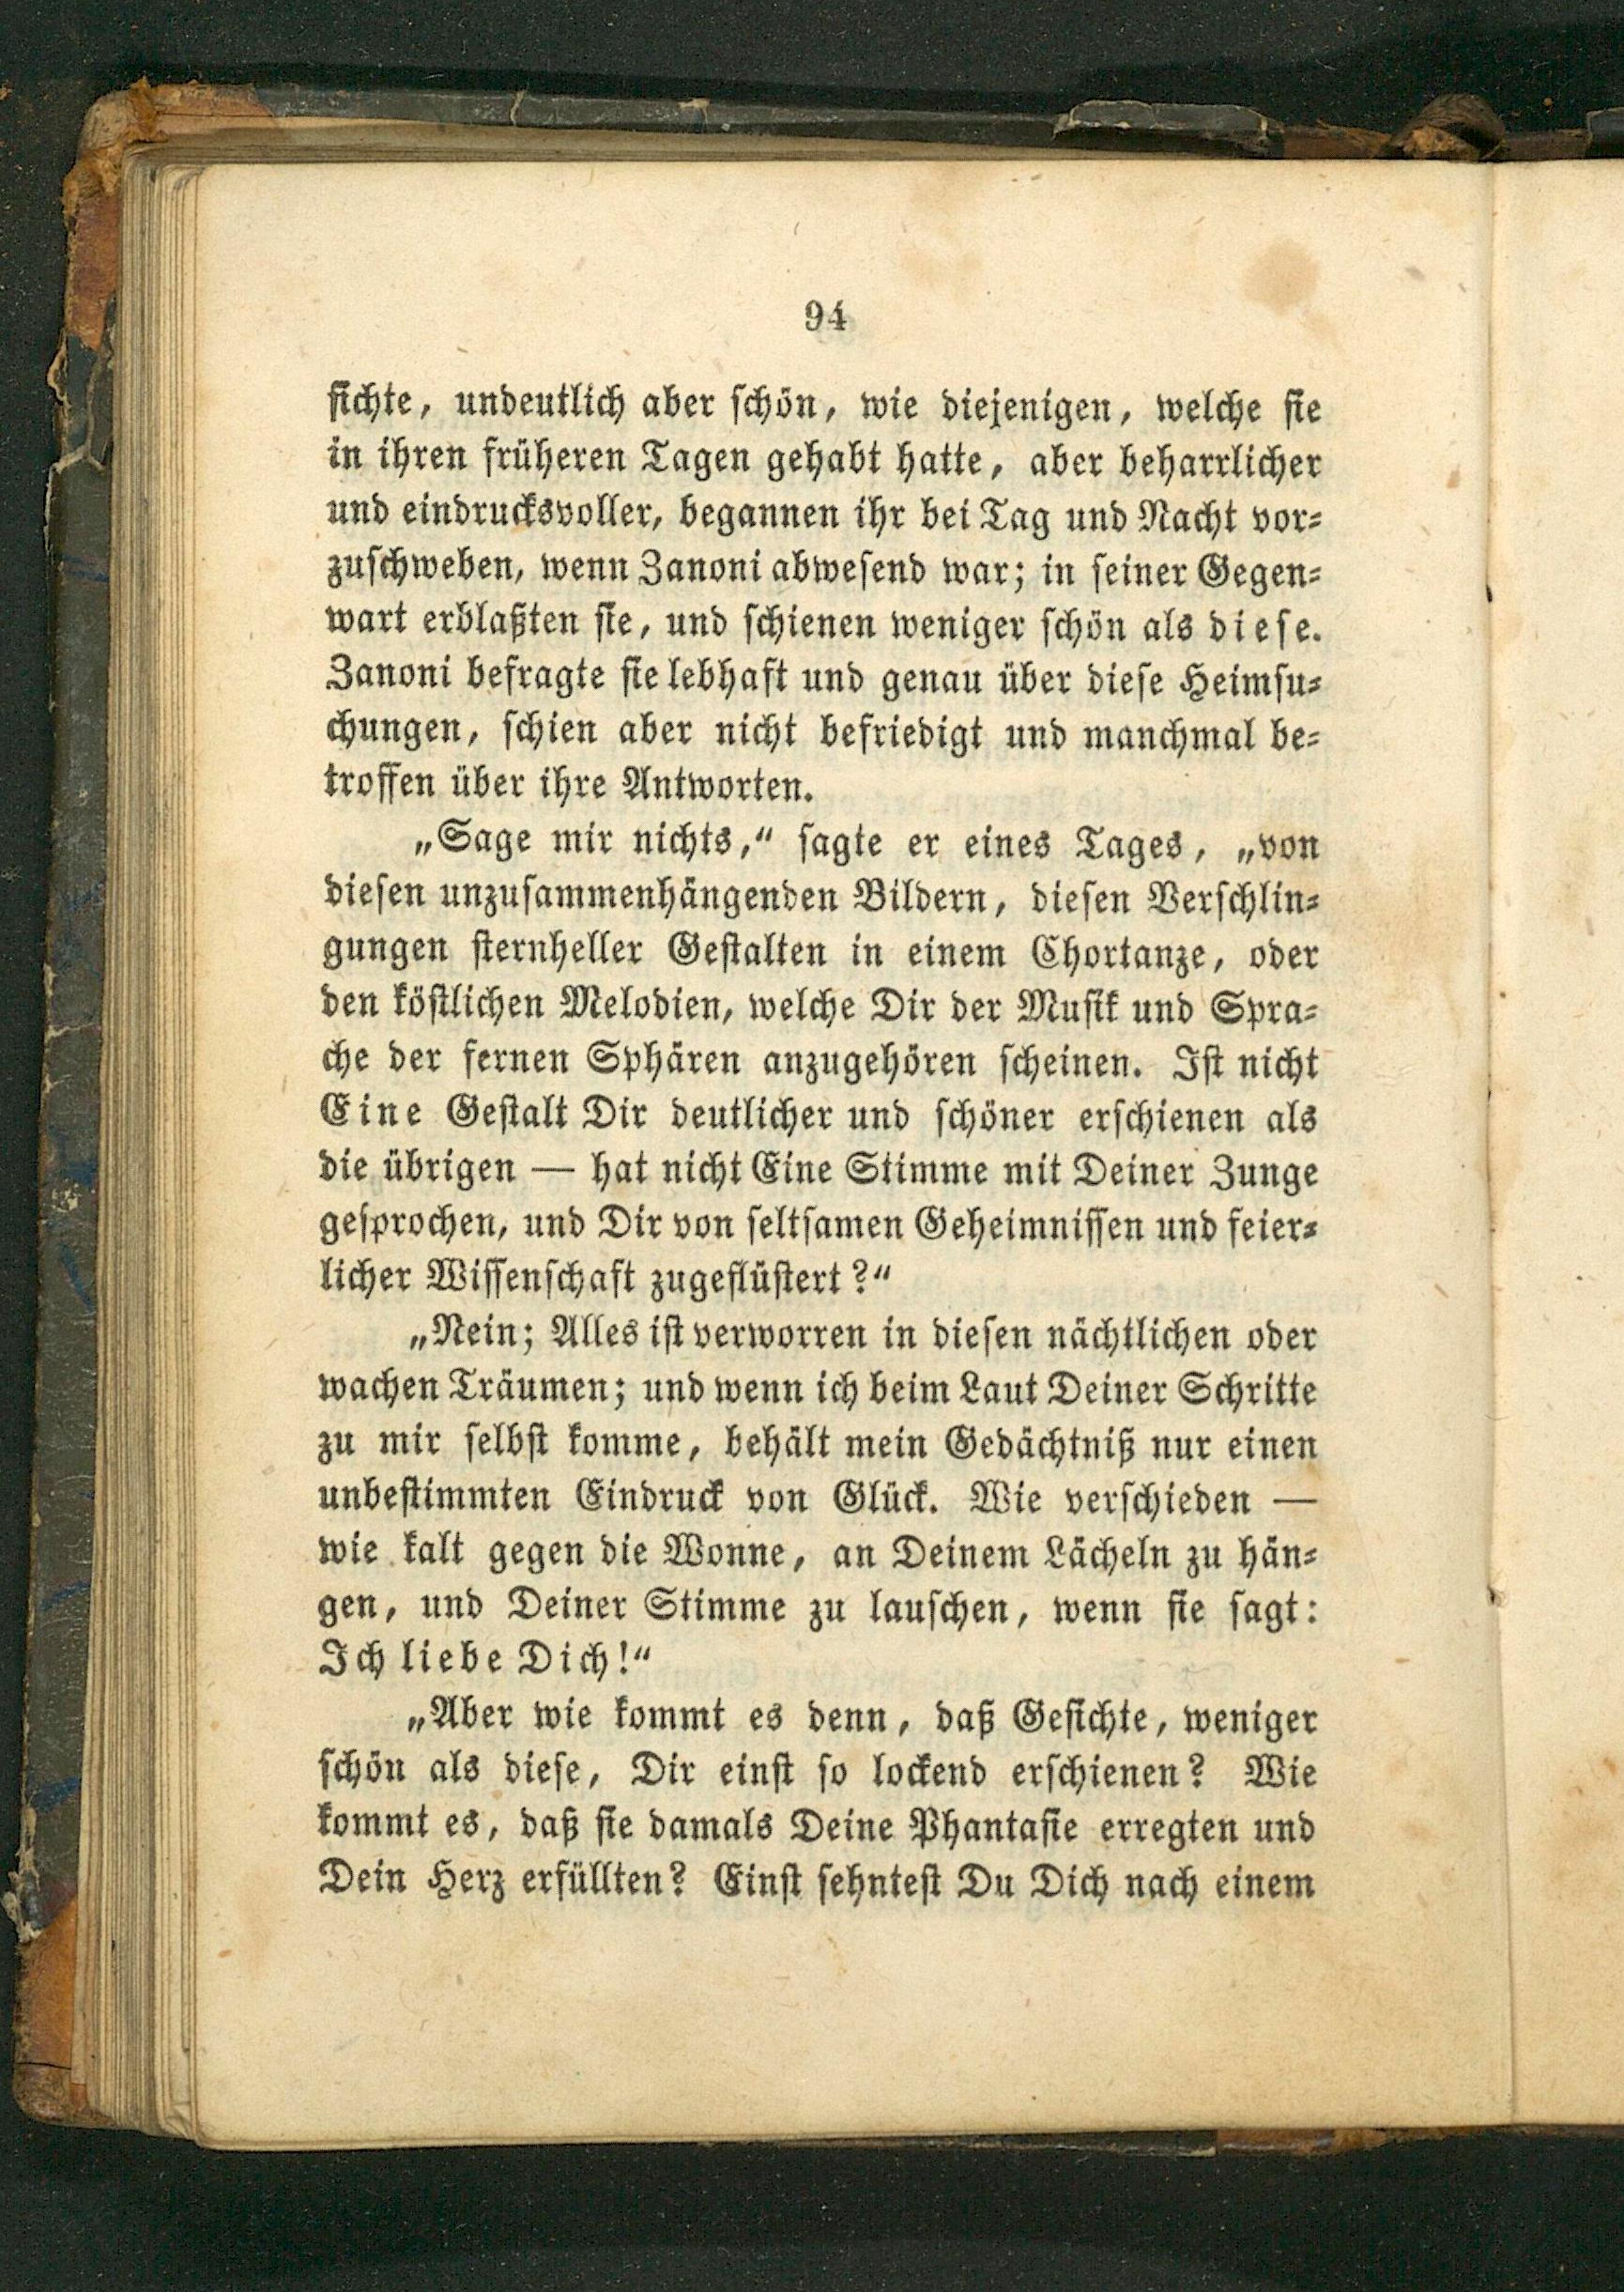 94
sichte, undeutlich aber schön, wie diejenigen, welche sie
in ihren früheren Tagen gehabt hatte, aber beharrlicher
und eindrucksvoller, begannen ihr bei Tag und Nacht vor=
zuschweben, wenn Zanoni abwesend war; in seiner Gegen=
wart erblaßten sie, und schienen weniger schön als diese.
Zanoni befragte sie lebhaft und genau über diese Heimsu=
chungen, schien aber nicht befriedigt und manchmal be=
troffen über ihre Antworten.
„Sage mir nichts,“ sagte er eines Tages, „von
diesen unzusammenhängenden Bildern, diesen Verschlin=
gungen sternheller Gestalten in einem Chortanze, oder
den köstlichen Melodien, welche Dir der Musik und Spra=
che der fernen Sphären anzugehören scheinen. Ist nicht
Eine Gestalt Dir deutlicher und schöner erschienen als
die übrigen — hat nicht Eine Stimme mit Deiner Zunge
gesprochen, und Dir von seltsamen Geheimnissen und feier=
licher Wissenschaft zugeflüstert?“
„Nein; Alles ist verworren in diesen nächtlichen oder
wachen Träumen; und wenn ich beim Laut Deiner Schritte
zu mir selbst komme, behält mein Gedächtniß nur einen
unbestimmten Eindruck von Glück. Wie verschieden —
wie kalt gegen die Wonne, an Deinem Lächeln zu hän=
gen, und Deiner Stimme zu lauschen, wenn sie sagt:
Ich liebe Dich!“
„Aber wie kommt es denn, daß Gesichte, weniger
schön als diese, Dir einst so lockend erschienen? Wie
kommt es, daß sie damals Deine Phantasie erregten und
Dein Herz erfüllten? Einst sehntest Du Dich nach einem